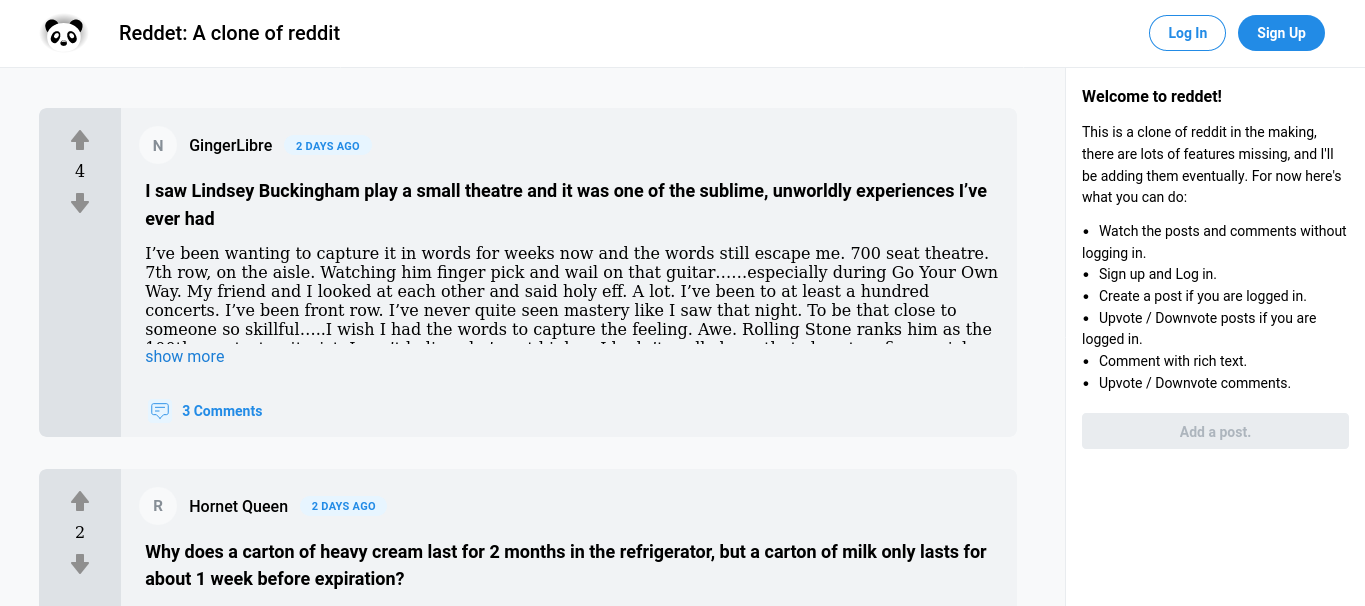 Reddet: A clone of reddit
Log In
Sign Up
4
N
GingerLibre
2 DAYS AGO
I saw Lindsey Buckingham play a small theatre and it was one of the sublime, unworldly experiences I’ve
ever had
I’ve been wanting to capture it in words for weeks now and the words still escape me. 700 seat theatre.
7th row, on the aisle. Watching him finger pick and wail on that guitar……especially during Go Your Own
Way. My friend and I looked at each other and said holy eff. A lot. I’ve been to at least a hundred
concerts. I’ve been front row. I’ve never quite seen mastery like I saw that night. To be that close to
someone so skillful…..I wish I had the words to capture the feeling. Awe. Rolling Stone ranks him as the
show more
3 Comments
2
R
Hornet Queen
2 DAYS AGO
Why does a carton of heavy cream last for 2 months in the refrigerator, but a carton of milk only lasts for
about 1 week before expiration?
Welcome to reddet!
This is a clone of reddit in the making,
there are lots of features missing, and I'll
be adding them eventually. For now here's
what you can do:
• Watch the posts and comments without
logging in.
• Sign up and Log in.
• Create a post if you are logged in.
• Upvote / Downvote posts if you are
logged in.
• Comment with rich text.
• Upvote / Downvote comments.
Add a post.